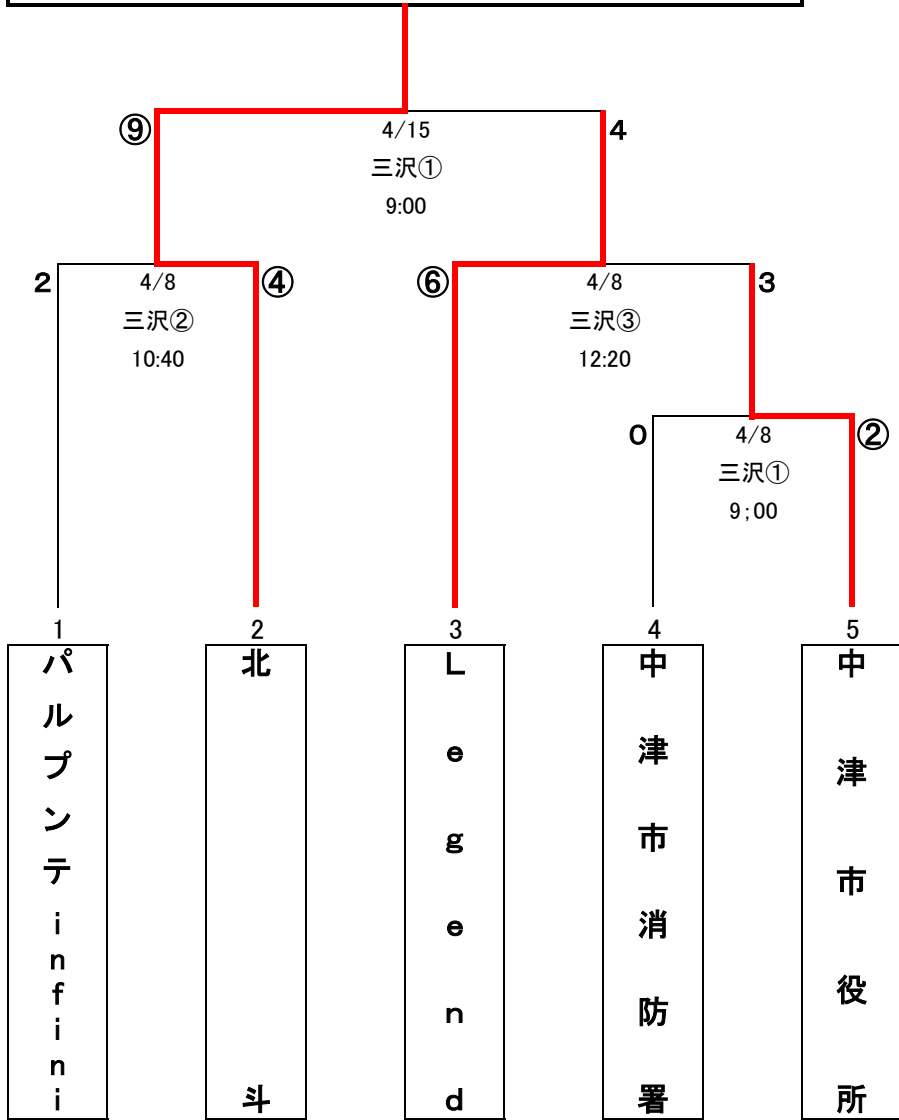 ⑨
4/15
4
三沢①
9:00
2
4/8
④
⑥
4/8
3
三沢②
三沢③
10:40
12:20
0
4/8
②
三沢①
9;00
1
2
3
4
5
パルプンテinfini
北斗
Legend
中津市消防署
中津市役所